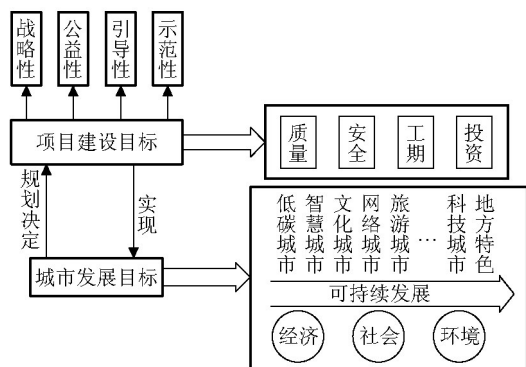 战略性
公益性
引导性
示范性
项目建设目标
质量
安全
工期
投资
规划决定
实现
城市发展目标
低碳城市
智慧城市
文化城市
网络城市
旅游城市
…
科技城市
地方特色
可持续发展
经济
社会
环境